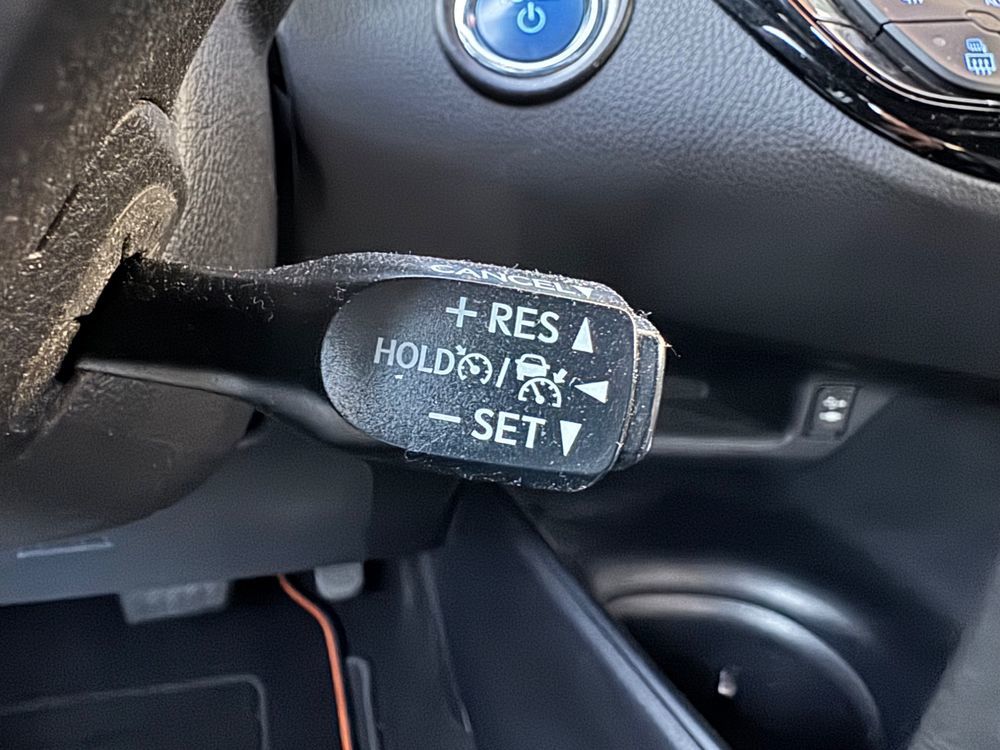 CANCEL▼
+ RES ▲
HOLD / ◄
− SET ▼